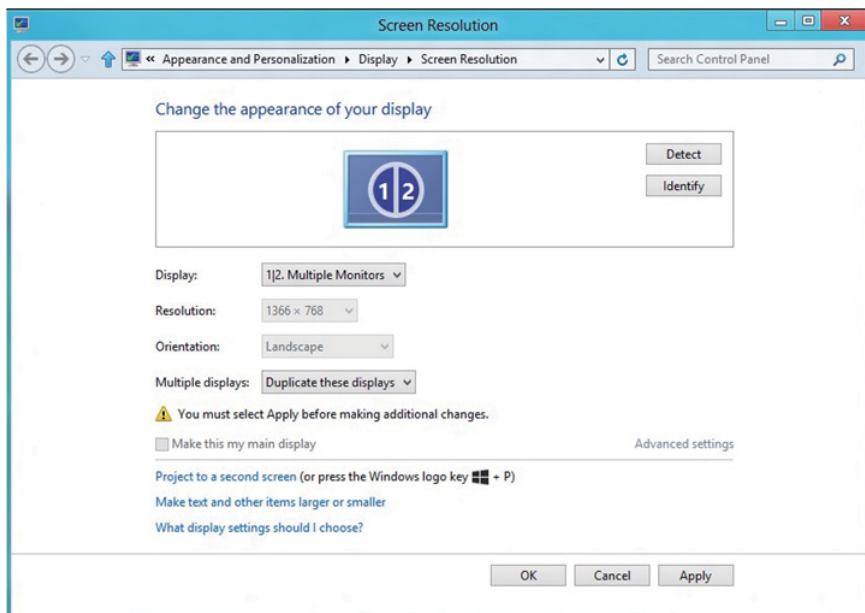 Screen Resolution
« Appearance and Personalization ▸ Display ▸ Screen Resolution
Search Control Panel
Change the appearance of your display
1|2
Detect
Identify
Display: 1|2. Multiple Monitors
Resolution: 1366 × 768
Orientation: Landscape
Multiple displays: Duplicate these displays
You must select Apply before making additional changes.
Make this my main display Advanced settings
Project to a second screen (or press the Windows logo key + P)
Make text and other items larger or smaller
What display settings should I choose?
OK Cancel Apply